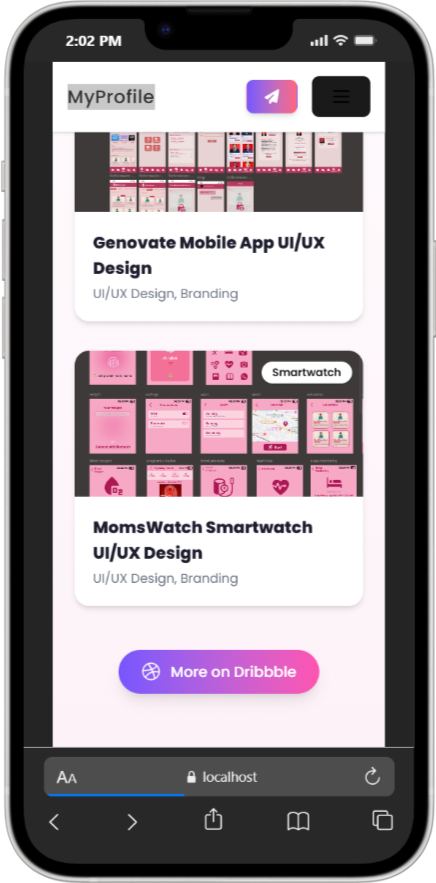 2:02 PM
MyProfile
Genovate Mobile App UI/UX
Design
UI/UX Design, Branding
Smartwatch
MomsWatch Smartwatch
UI/UX Design
UI/UX Design, Branding
More on Dribbble
AA
localhost